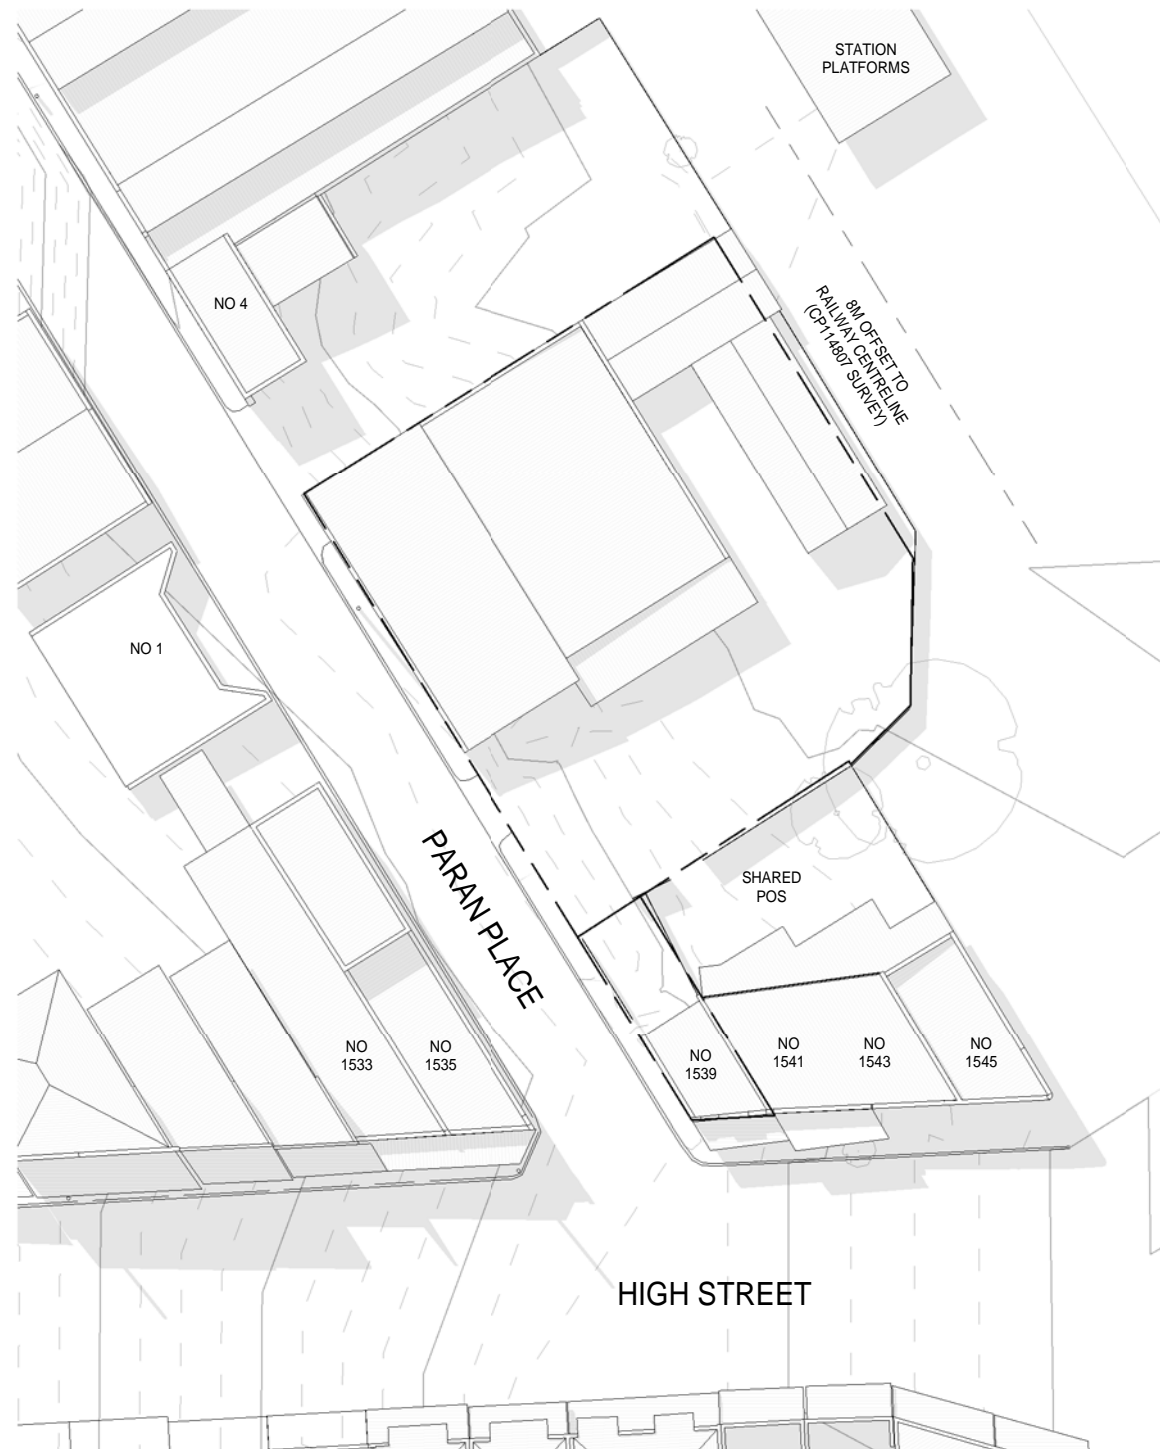 STATION
PLATFORMS
NO 4
8M OFFSET TO
RAILWAY CENTRELINE
(CP114807 SURVEY)
NO 1
PARAN PLACE
SHARED
POS
NO
1533
NO
1535
NO
1539
NO
1541
NO
1543
NO
1545
HIGH STREET